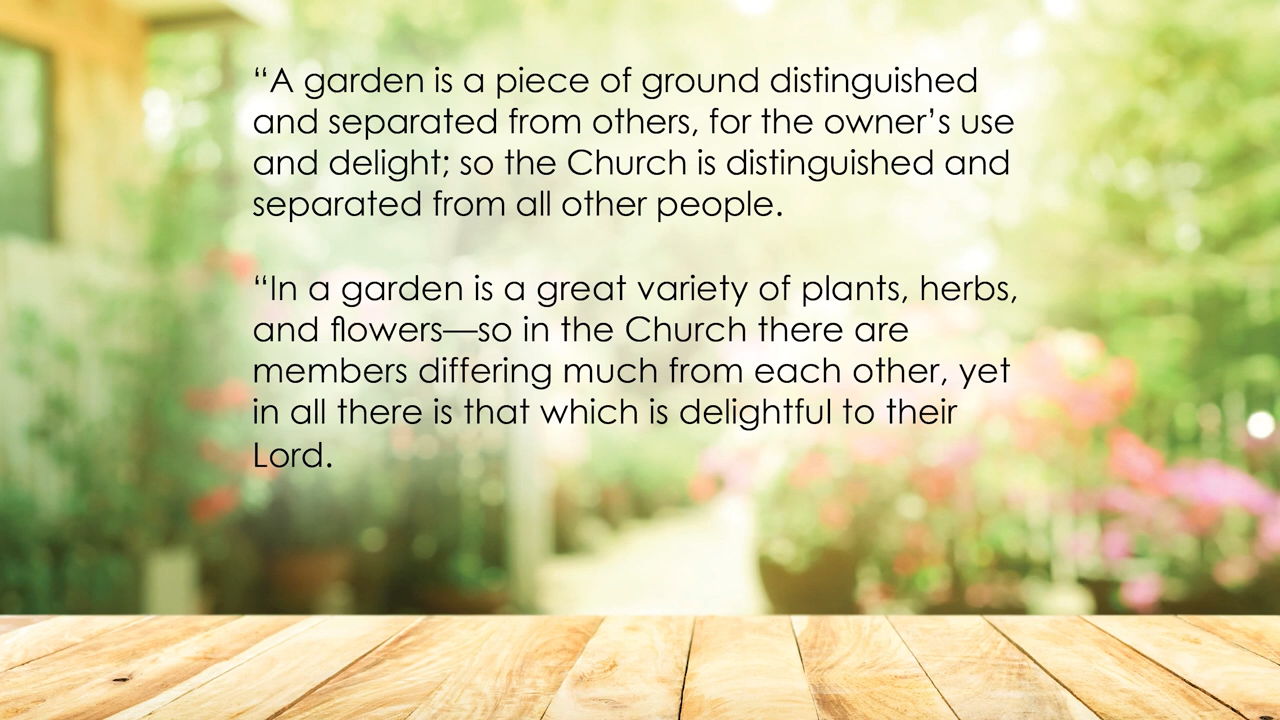 “A garden is a piece of ground distinguished
and separated from others, for the owner’s use
and delight; so the Church is distinguished and
separated from all other people.
“In a garden is a great variety of plants, herbs,
and flowers—so in the Church there are
members differing much from each other, yet
in all there is that which is delightful to their
Lord.